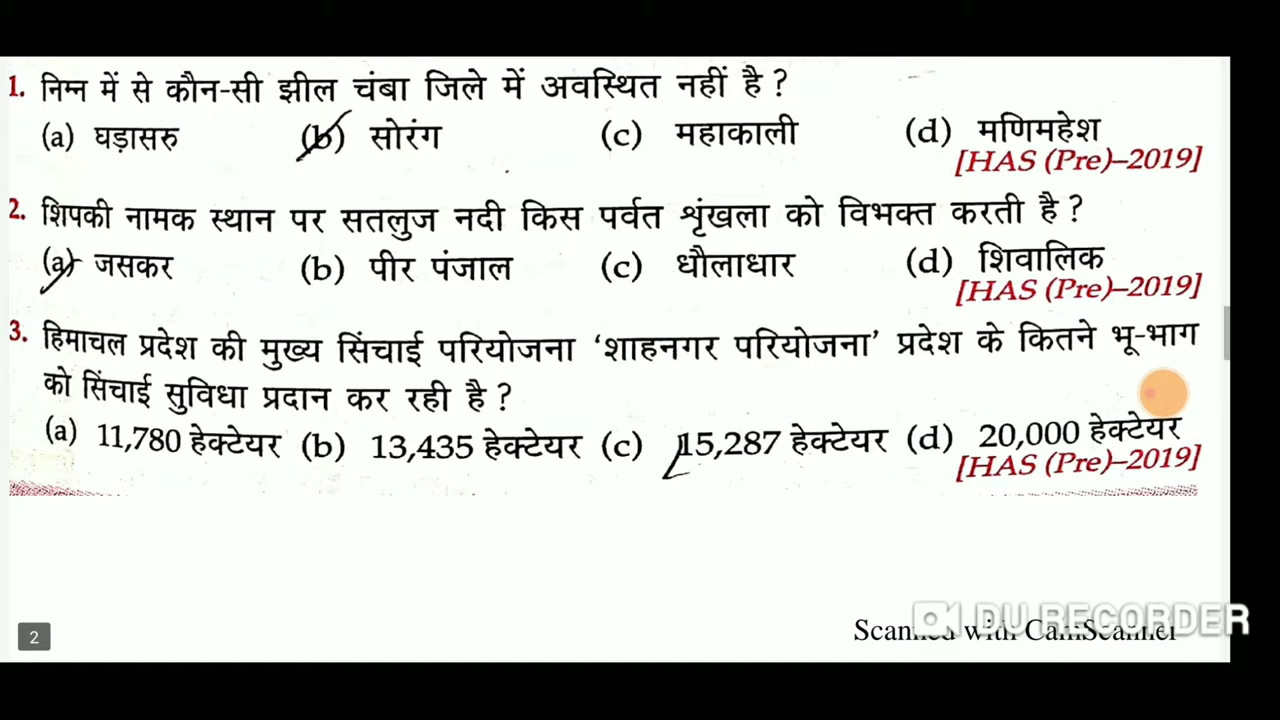 1. निम्न में से कौन-सी झील चंबा जिले में अवस्थित नहीं है ?
(a) घड़ासरु (b) सोरंग (c) महाकाली (d) मणिमहेश
[HAS (Pre)–2019]
2. शिपकी नामक स्थान पर सतलुज नदी किस पर्वत शृंखला को विभक्त करती है ?
(a) जसकर (b) पीर पंजाल (c) धौलाधार (d) शिवालिक
[HAS (Pre)–2019]
3. हिमाचल प्रदेश की मुख्य सिंचाई परियोजना ‘शाहनगर परियोजना’ प्रदेश के कितने भू-भाग
को सिंचाई सुविधा प्रदान कर रही है ?
(a) 11,780 हेक्टेयर (b) 13,435 हेक्टेयर (c) 15,287 हेक्टेयर (d) 20,000 हेक्टेयर
[HAS (Pre)–2019]
2
Scanned with CamScanner
DU RECORDER